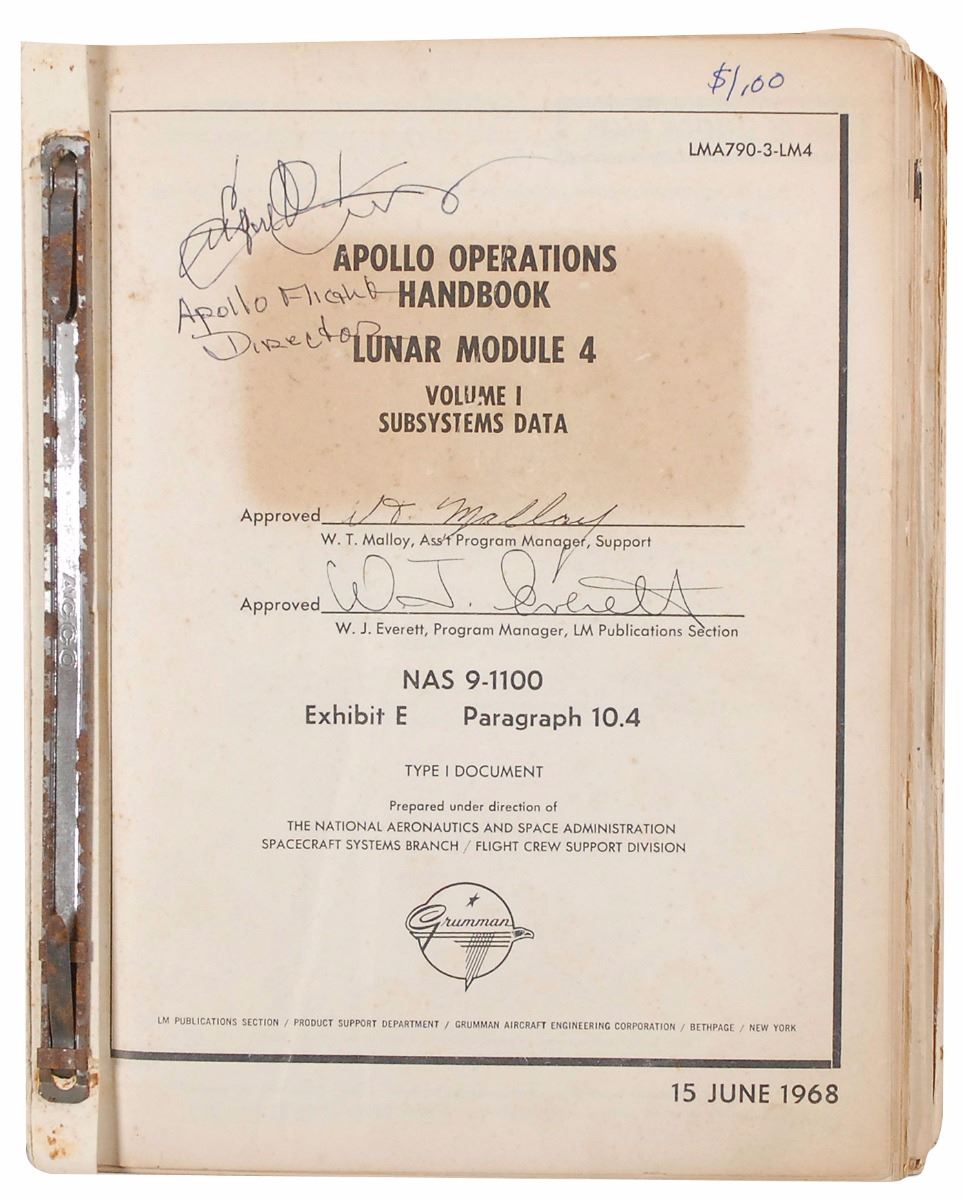 $1.00
LMA790-3-LM4
Apollo Flight
Director
APOLLO OPERATIONS
HANDBOOK
LUNAR MODULE 4
VOLUME I
SUBSYSTEMS DATA
Approved W. T. Malloy
W. T. Malloy, Ass't Program Manager, Support
Approved W. J. Everett
W. J. Everett, Program Manager, LM Publications Section
NAS 9-1100
Exhibit E Paragraph 10.4
TYPE I DOCUMENT
Prepared under direction of
THE NATIONAL AERONAUTICS AND SPACE ADMINISTRATION
SPACECRAFT SYSTEMS BRANCH / FLIGHT CREW SUPPORT DIVISION
Grumman
LM PUBLICATIONS SECTION / PRODUCT SUPPORT DEPARTMENT / GRUMMAN AIRCRAFT ENGINEERING CORPORATION / BETHPAGE / NEW YORK
15 JUNE 1968
ACCO